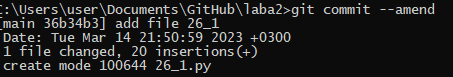 C:\Users\user\Documents\GitHub\laba2>git commit --amend
[main 36b34b3] add file 26_1
Date: Tue Mar 14 21:50:59 2023 +0300
1 file changed, 20 insertions(+)
create mode 100644 26_1.py